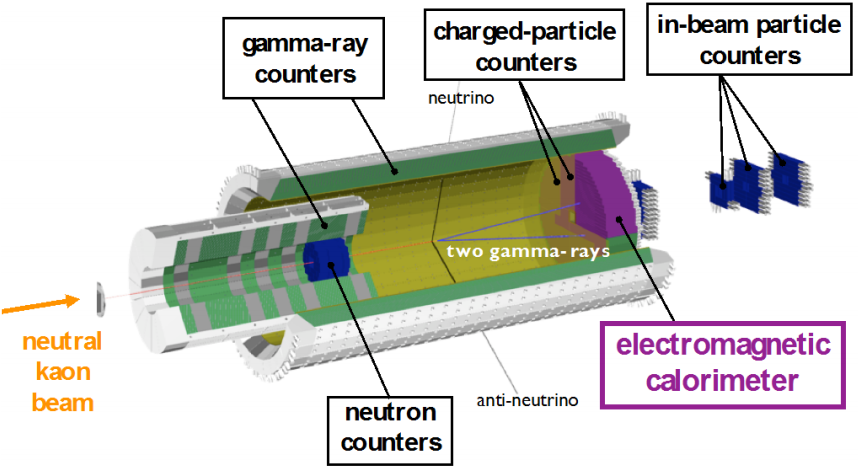 gamma-ray
counters
charged-particle
counters
in-beam particle
counters
neutrino
two gamma-rays
neutral
kaon
beam
electromagnetic
calorimeter
neutron
counters
anti-neutrino